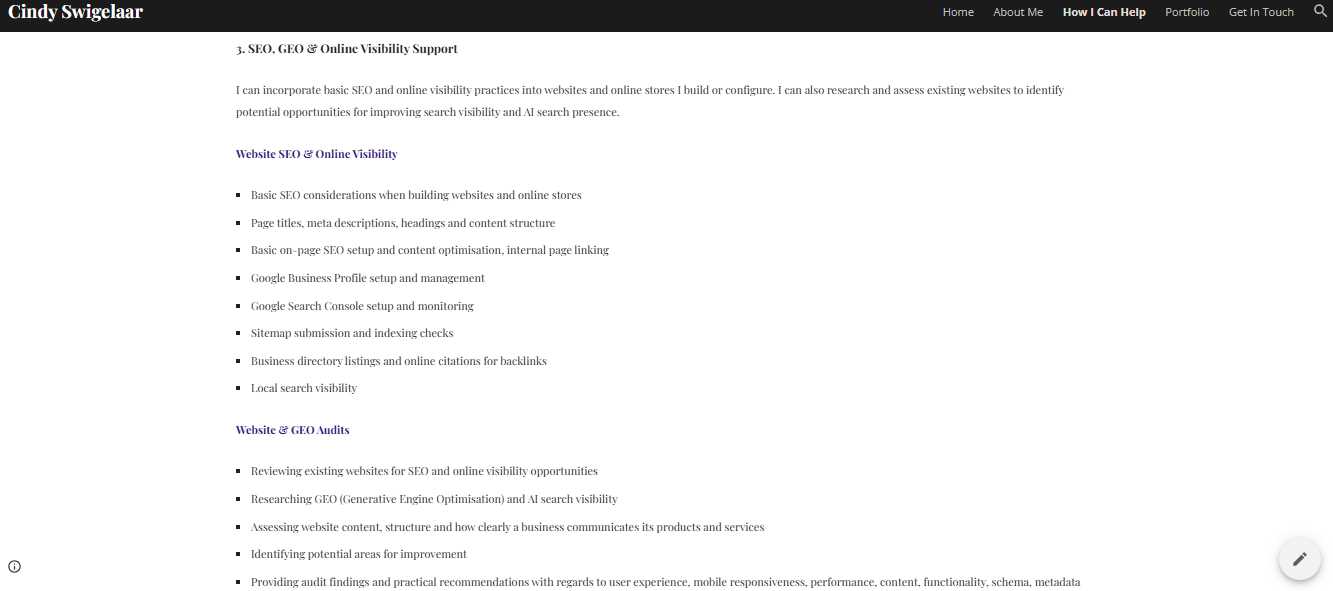 Cindy Swigelaar
Home About Me How I Can Help Portfolio Get In Touch
3. SEO, GEO & Online Visibility Support
I can incorporate basic SEO and online visibility practices into websites and online stores I build or configure. I can also research and assess existing websites to identify
potential opportunities for improving search visibility and AI search presence.
Website SEO & Online Visibility
▪ Basic SEO considerations when building websites and online stores
▪ Page titles, meta descriptions, headings and content structure
▪ Basic on-page SEO setup and content optimisation, internal page linking
▪ Google Business Profile setup and management
▪ Google Search Console setup and monitoring
▪ Sitemap submission and indexing checks
▪ Business directory listings and online citations for backlinks
▪ Local search visibility
Website & GEO Audits
▪ Reviewing existing websites for SEO and online visibility opportunities
▪ Researching GEO (Generative Engine Optimisation) and AI search visibility
▪ Assessing website content, structure and how clearly a business communicates its products and services
▪ Identifying potential areas for improvement
▪ Providing audit findings and practical recommendations with regards to user experience, mobile responsiveness, performance, content, functionality, schema, metadata